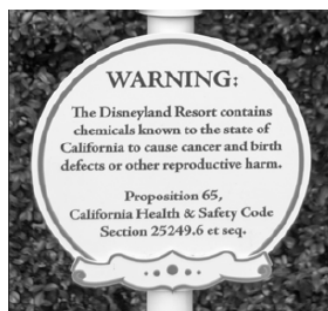 WARNING:
The Disneyland Resort contains
chemicals known to the state of
California to cause cancer and birth
defects or other reproductive harm.
Proposition 65,
California Health & Safety Code
Section 25249.6 et seq.